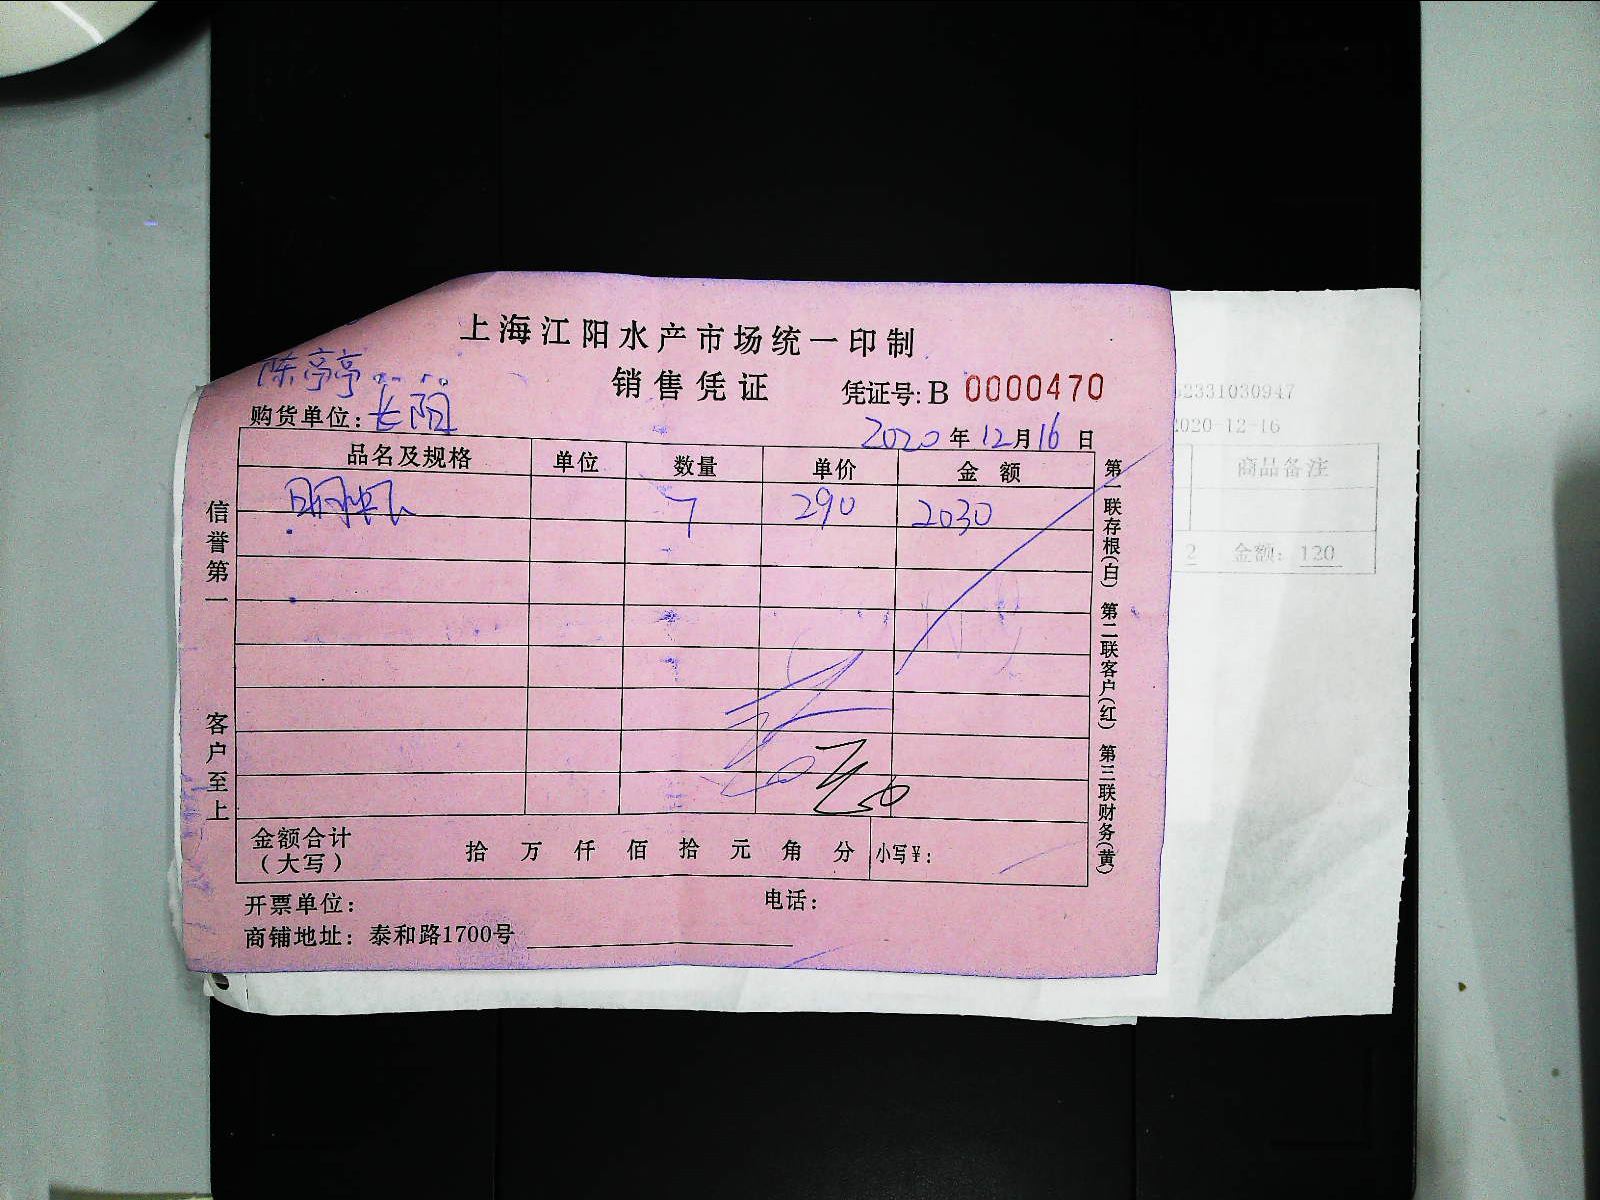 上海江阳水产市场统一印制
陈亭亭
销售凭证 凭证号: B 0000470
购货单位: 长阳
2020年12月16日
品名及规格 单位 数量 单价 金额
明虾 7 290 2030
金额合计（大写） 拾 万 仟 佰 拾 元 角 分 小写¥:
开票单位: 电话:
商铺地址: 泰和路1700号
信誉第一 客户至上
第一联存根(白) 第二联客户(红) 第三联财务(黄)
2331030947
2020-12-16
商品备注
2 金额: 120